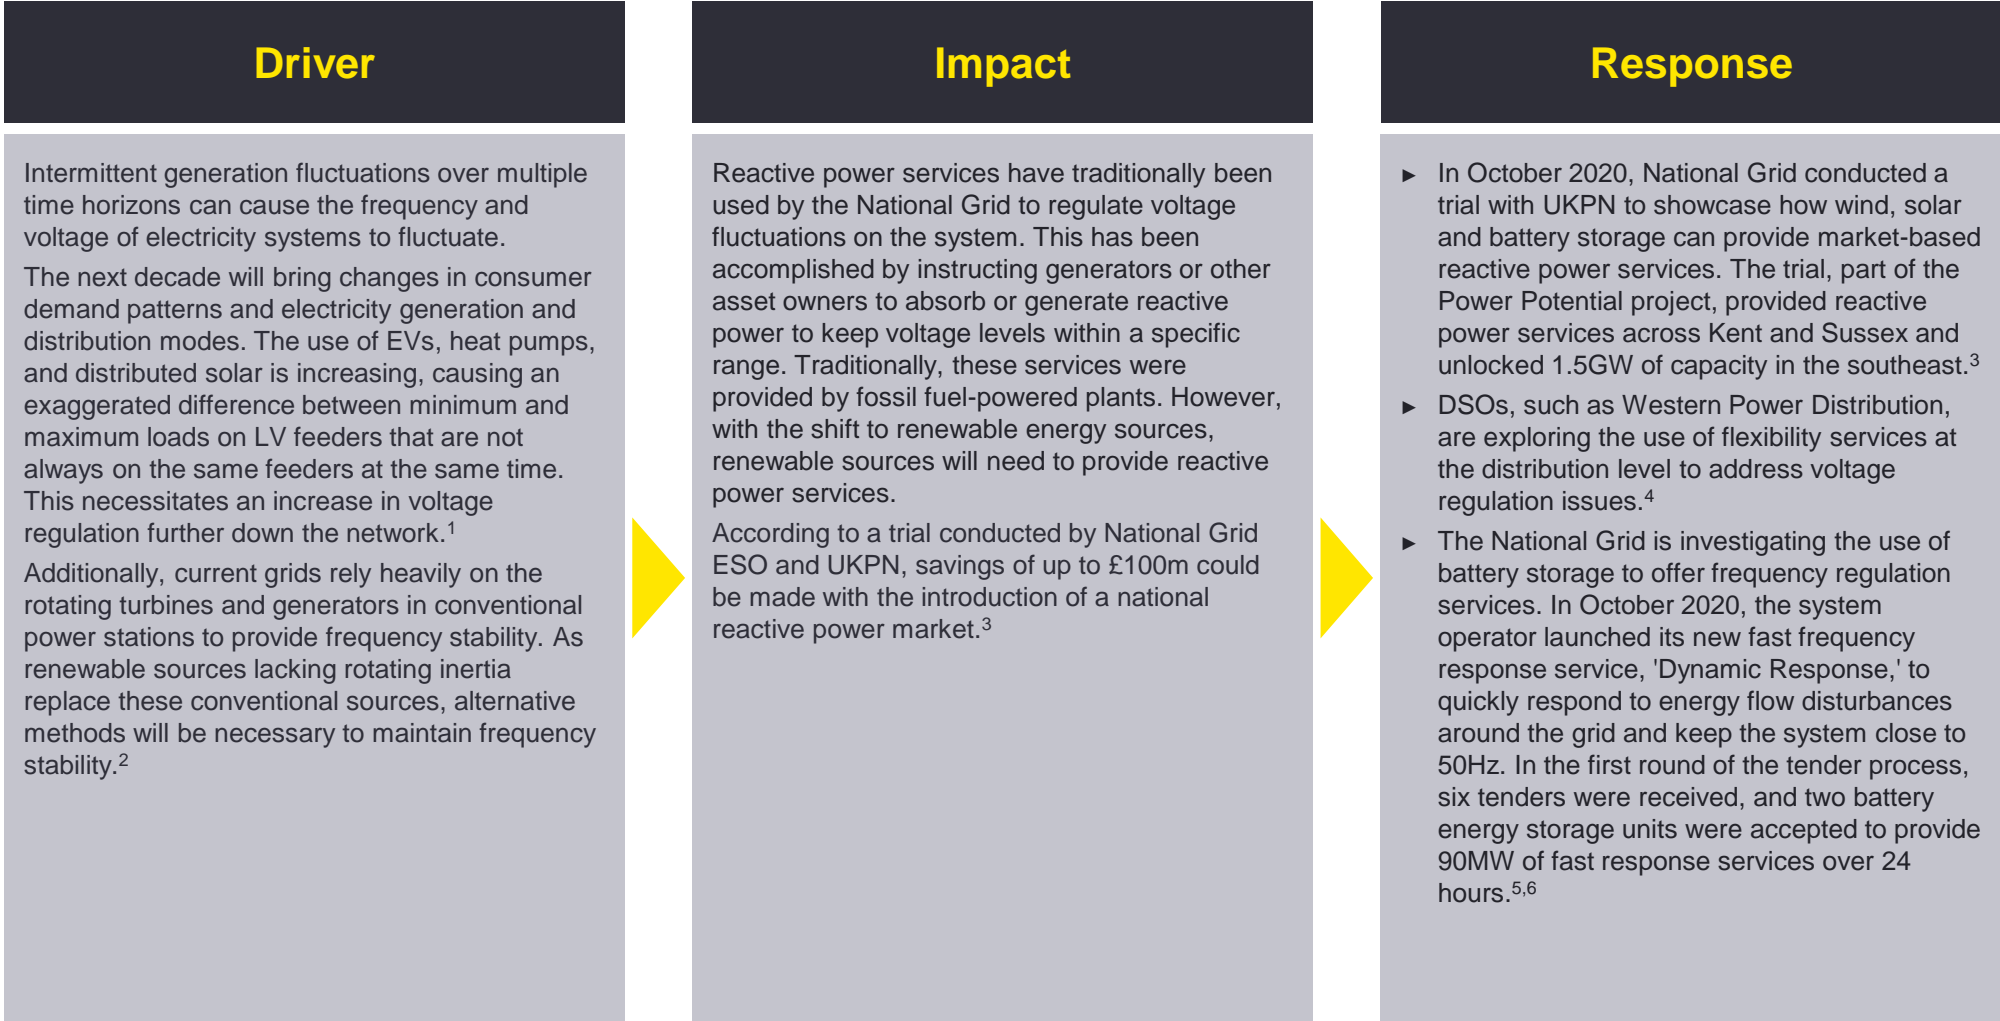 Driver
Intermittent generation fluctuations over multiple
time horizons can cause the frequency and
voltage of electricity systems to fluctuate.
The next decade will bring changes in consumer
demand patterns and electricity generation and
distribution modes. The use of EVs, heat pumps,
and distributed solar is increasing, causing an
exaggerated difference between minimum and
maximum loads on LV feeders that are not
always on the same feeders at the same time.
This necessitates an increase in voltage
regulation further down the network.¹
Additionally, current grids rely heavily on the
rotating turbines and generators in conventional
power stations to provide frequency stability. As
renewable sources lacking rotating inertia
replace these conventional sources, alternative
methods will be necessary to maintain frequency
stability.²
Impact
Reactive power services have traditionally been
used by the National Grid to regulate voltage
fluctuations on the system. This has been
accomplished by instructing generators or other
asset owners to absorb or generate reactive
power to keep voltage levels within a specific
range. Traditionally, these services were
provided by fossil fuel-powered plants. However,
with the shift to renewable energy sources,
renewable sources will need to provide reactive
power services.
According to a trial conducted by National Grid
ESO and UKPN, savings of up to £100m could
be made with the introduction of a national
reactive power market.³
Response
► In October 2020, National Grid conducted a
trial with UKPN to showcase how wind, solar
and battery storage can provide market-based
reactive power services. The trial, part of the
Power Potential project, provided reactive
power services across Kent and Sussex and
unlocked 1.5GW of capacity in the southeast.³
► DSOs, such as Western Power Distribution,
are exploring the use of flexibility services at
the distribution level to address voltage
regulation issues.⁴
► The National Grid is investigating the use of
battery storage to offer frequency regulation
services. In October 2020, the system
operator launched its new fast frequency
response service, 'Dynamic Response,' to
quickly respond to energy flow disturbances
around the grid and keep the system close to
50Hz. In the first round of the tender process,
six tenders were received, and two battery
energy storage units were accepted to provide
90MW of fast response services over 24
hours.⁵,⁶